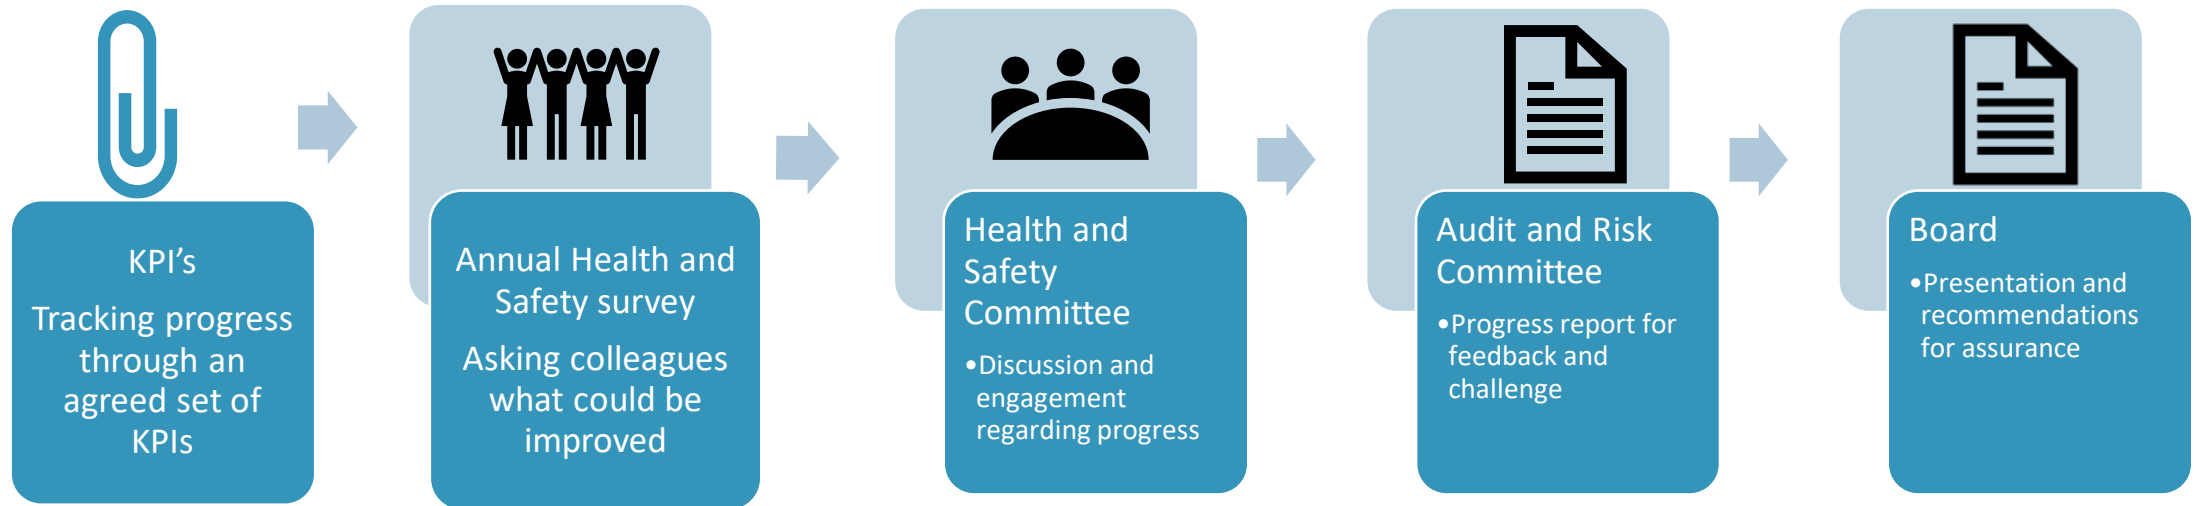 KPI’s
Tracking progress
through an
agreed set of
KPIs
Annual Health and
Safety survey
Asking colleagues
what could be
improved
Health and
Safety
Committee
•Discussion and
engagement
regarding progress
Audit and Risk
Committee
•Progress report for
feedback and
challenge
Board
•Presentation and
recommendations
for assurance